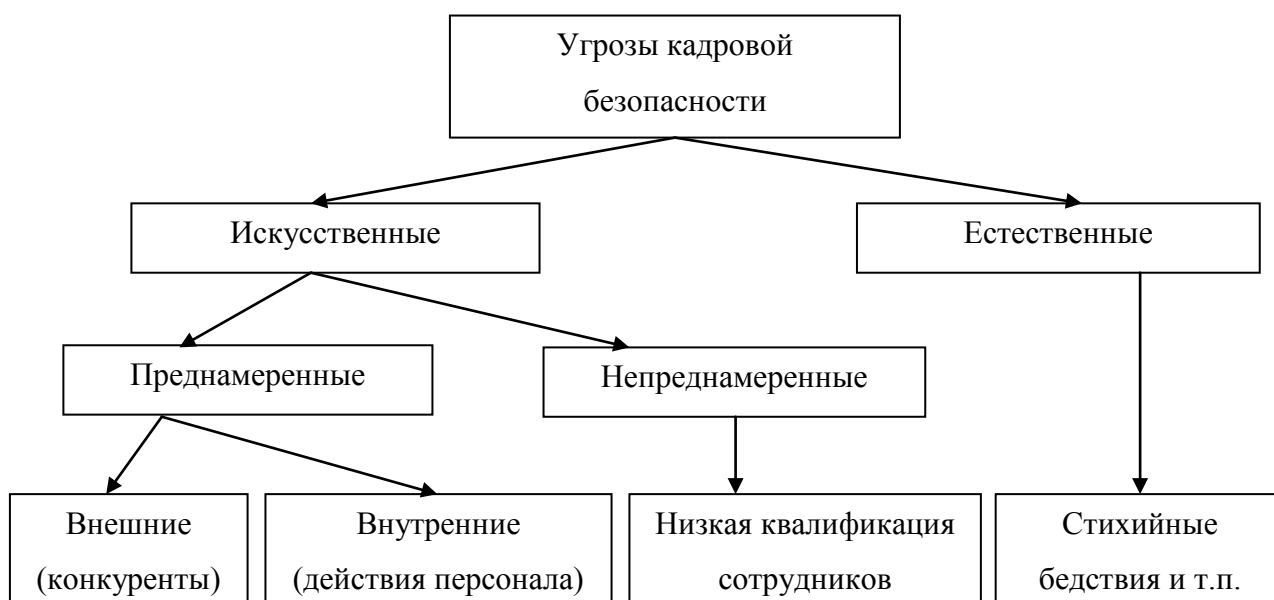 Угрозы кадровой
безопасности
Искусственные
Естественные
Преднамеренные
Непреднамеренные
Внешние
(конкуренты)
Внутренние
(действия персонала)
Низкая квалификация
сотрудников
Стихийные
бедствия и т.п.